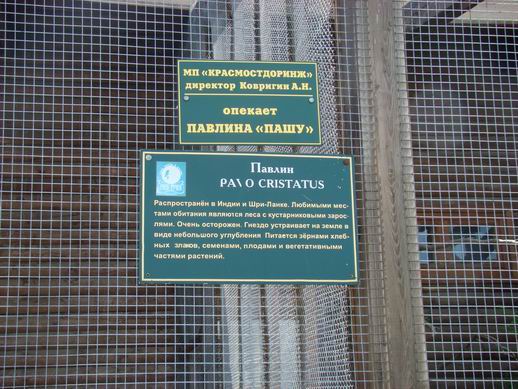 МП «КРАСМОСТДОРИНЖ»
директор Ковригин А.Н.
опекает
ПАВЛИНА «ПАШУ»
Павлин
PAVO CRISTATUS
Распространён в Индии и Шри-Ланке. Любимыми мес-
тами обитания являются леса с кустарниковыми зарос-
лями. Очень осторожен. Гнездо устраивает на земле в
виде небольшого углубления Питается зёрнами хлеб-
ных злаков, семенами, плодами и вегетативными
частями растений.